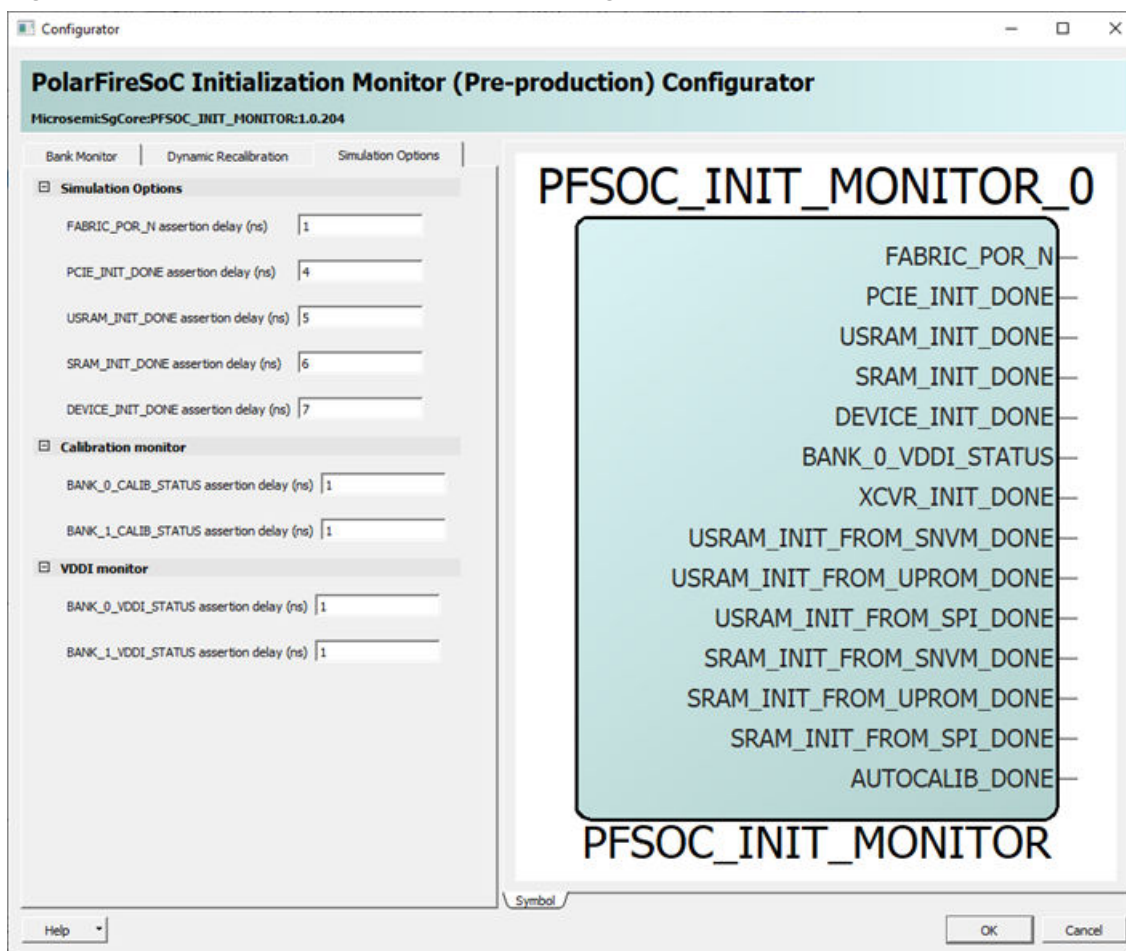 Configurator
PolarFireSoC Initialization Monitor (Pre-production) Configurator
Microsemi:SgCore:PFSOC_INIT_MONITOR:1.0.204
Bank Monitor Dynamic Recalibration Simulation Options
Simulation Options
FABRIC_POR_N assertion delay (ns) 1
PCIE_INIT_DONE assertion delay (ns) 4
USRAM_INIT_DONE assertion delay (ns) 5
SRAM_INIT_DONE assertion delay (ns) 6
DEVICE_INIT_DONE assertion delay (ns) 7
Calibration monitor
BANK_0_CALIB_STATUS assertion delay (ns) 1
BANK_1_CALIB_STATUS assertion delay (ns) 1
VDDI monitor
BANK_0_VDDI_STATUS assertion delay (ns) 1
BANK_1_VDDI_STATUS assertion delay (ns) 1
PFSOC_INIT_MONITOR_0
FABRIC_POR_N
PCIE_INIT_DONE
USRAM_INIT_DONE
SRAM_INIT_DONE
DEVICE_INIT_DONE
BANK_0_VDDI_STATUS
XCVR_INIT_DONE
USRAM_INIT_FROM_SNVM_DONE
USRAM_INIT_FROM_UPROM_DONE
USRAM_INIT_FROM_SPI_DONE
SRAM_INIT_FROM_SNVM_DONE
SRAM_INIT_FROM_UPROM_DONE
SRAM_INIT_FROM_SPI_DONE
AUTOCALIB_DONE
PFSOC_INIT_MONITOR
Symbol
Help OK Cancel